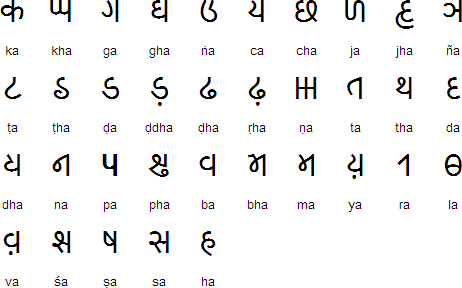 𑂍 𑂎 𑂏 𑂐 𑂑 𑂒 𑂓 𑂔 𑂕 𑂖
ka kha ga gha ṅa ca cha ja jha ña
𑂗 𑂘 𑂙 𑂚 𑂛 𑂜 𑂝 𑂞 𑂟 𑂠
ṭa ṭha ḍa ḍḍha ḍha ṛha ṇa ta tha da
𑂡 𑂢 𑂣 𑂤 𑂥 𑂦 𑂧 𑂨 𑂩 𑂪
dha na pa pha ba bha ma ya ra la
𑂫 𑂬 𑂭 𑂮 𑂯
va śa ṣa sa ha